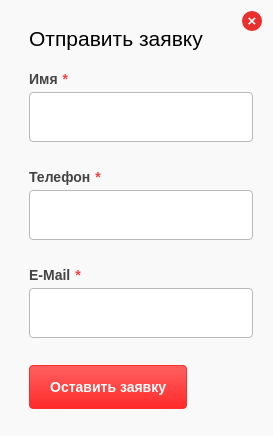 Отправить заявку
Имя *
Телефон *
E-Mail *
Оставить заявку